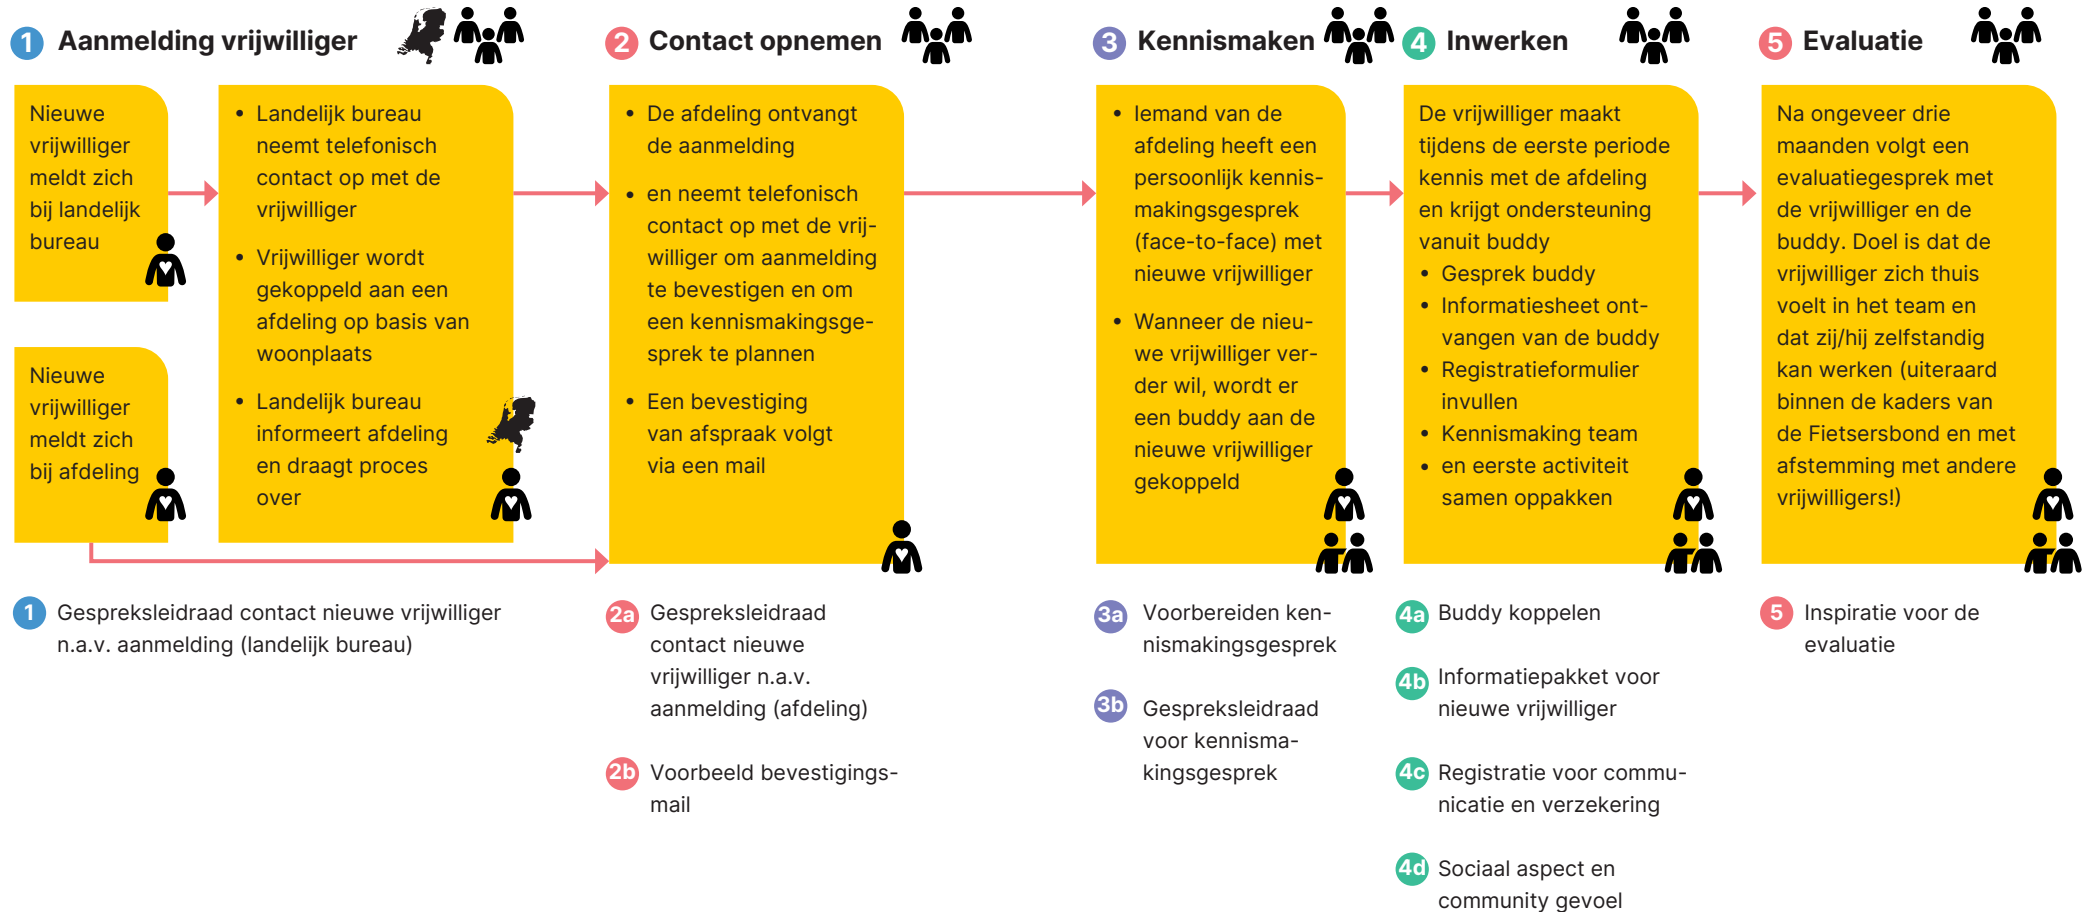 1 Aanmelding vrijwilliger
Nieuwe
vrijwilliger
meldt zich
bij landelijk
bureau
Nieuwe
vrijwilliger
meldt zich
bij afdeling
• Landelijk bureau
neemt telefonisch
contact op met de
vrijwilliger
• Vrijwilliger wordt
gekoppeld aan een
afdeling op basis van
woonplaats
• Landelijk bureau
informeert afdeling
en draagt proces
over
1 Gespreksleidraad contact nieuwe vrijwilliger
n.a.v. aanmelding (landelijk bureau)
2 Contact opnemen
• De afdeling ontvangt
de aanmelding
• en neemt telefonisch
contact op met de vrij-
williger om aanmelding
te bevestigen en om
een kennismakingsge-
sprek te plannen
• Een bevestiging
van afspraak volgt
via een mail
2a Gespreksleidraad
contact nieuwe
vrijwilliger n.a.v.
aanmelding (afdeling)
2b Voorbeeld bevestigings-
mail
3 Kennismaken
• Iemand van de
afdeling heeft een
persoonlijk kennis-
makingsgesprek
(face-to-face) met
nieuwe vrijwilliger
• Wanneer de nieu-
we vrijwilliger ver-
der wil, wordt er
een buddy aan de
nieuwe vrijwilliger
gekoppeld
3a Voorbereiden ken-
nismakingsgesprek
3b Gespreksleidraad
voor kennisma-
kingsgesprek
4 Inwerken
De vrijwilliger maakt
tijdens de eerste periode
kennis met de afdeling
en krijgt ondersteuning
vanuit buddy
• Gesprek buddy
• Informatiesheet ont-
vangen van de buddy
• Registratieformulier
invullen
• Kennismaking team
• en eerste activiteit
samen oppakken
4a Buddy koppelen
4b Informatiepakket voor
nieuwe vrijwilliger
4c Registratie voor commu-
nicatie en verzekering
4d Sociaal aspect en
community gevoel
5 Evaluatie
Na ongeveer drie
maanden volgt een
evaluatiegesprek met
de vrijwilliger en de
buddy. Doel is dat de
vrijwilliger zich thuis
voelt in het team en
dat zij/hij zelfstandig
kan werken (uiteraard
binnen de kaders van
de Fietsersbond en met
afstemming met andere
vrijwilligers!)
5 Inspiratie voor de
evaluatie